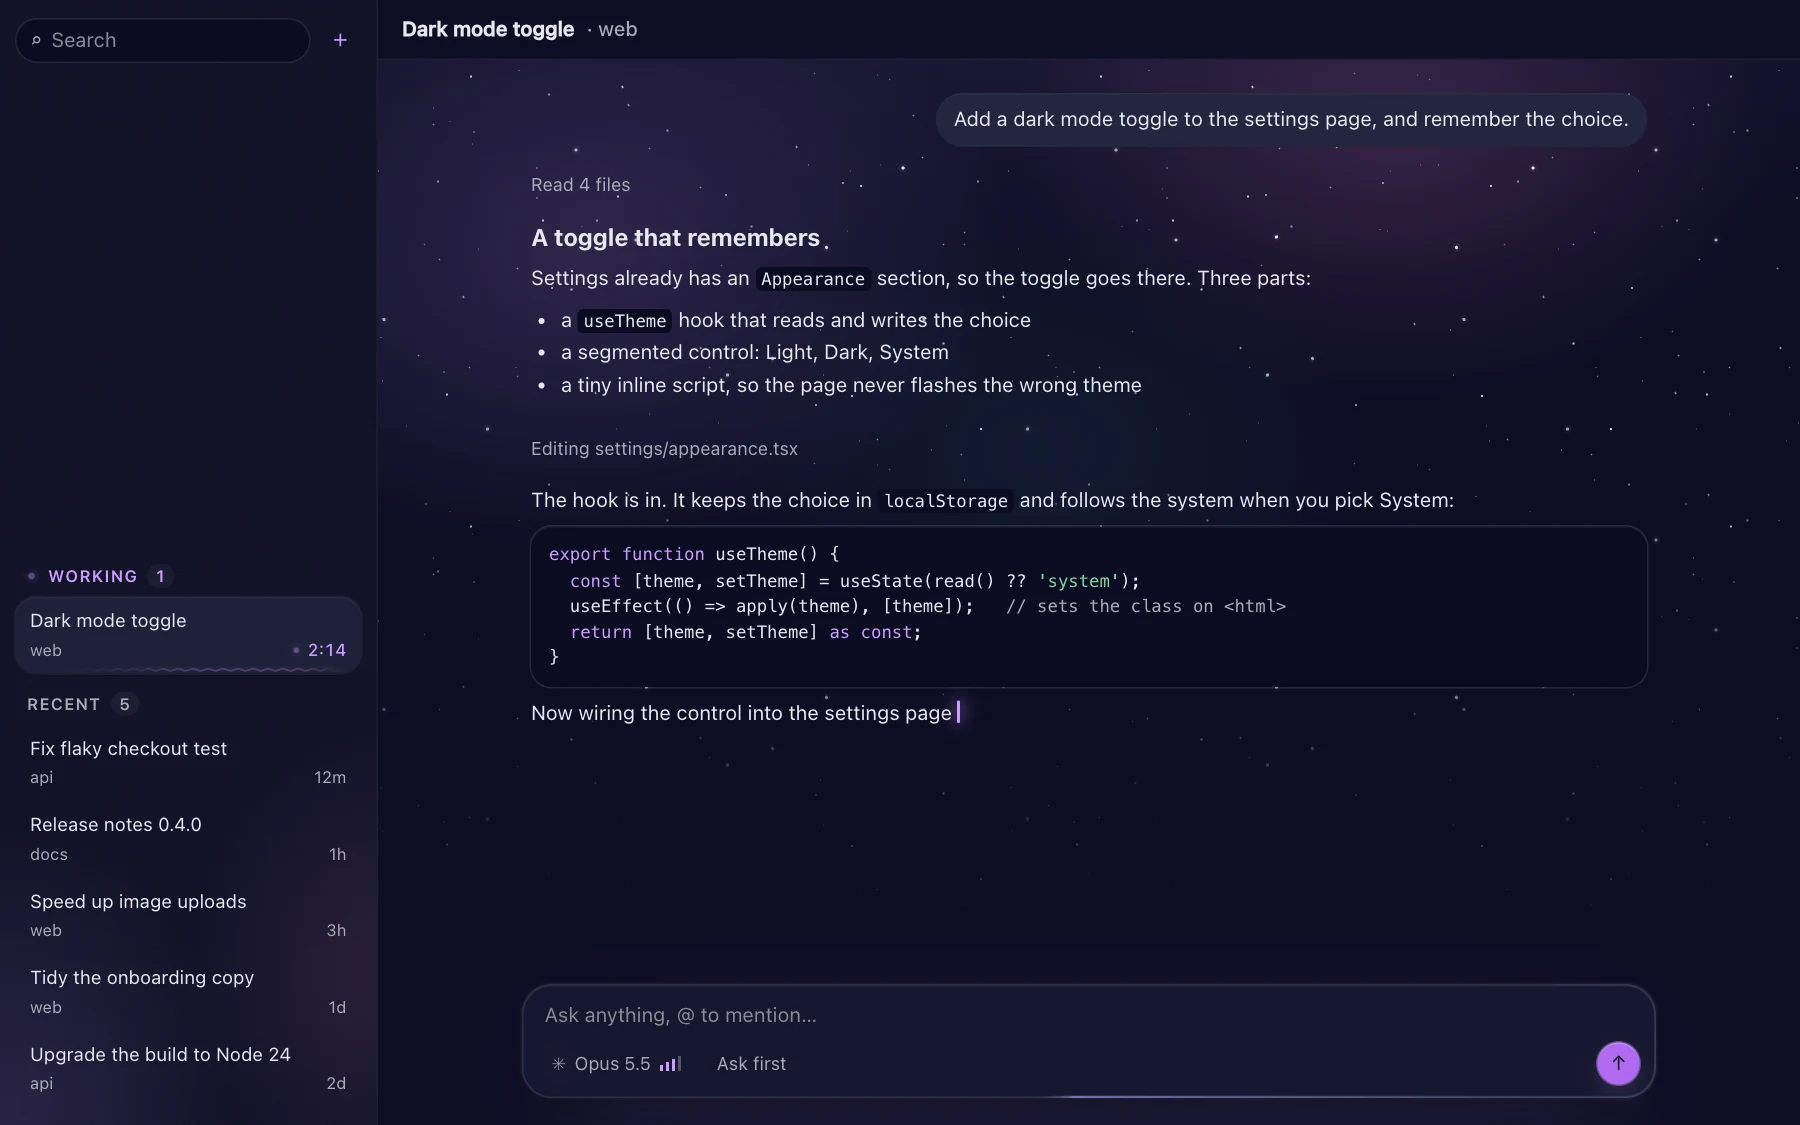 Search
+
WORKING 1
Dark mode toggle
web
2:14
RECENT 5
Fix flaky checkout test
api
12m
Release notes 0.4.0
docs
1h
Speed up image uploads
web
3h
Tidy the onboarding copy
web
1d
Upgrade the build to Node 24
api
2d
Dark mode toggle · web
Add a dark mode toggle to the settings page, and remember the choice.
Read 4 files
A toggle that remembers
Settings already has an Appearance section, so the toggle goes there. Three parts:
• a useTheme hook that reads and writes the choice
• a segmented control: Light, Dark, System
• a tiny inline script, so the page never flashes the wrong theme
Editing settings/appearance.tsx
The hook is in. It keeps the choice in localStorage and follows the system when you pick System:
export function useTheme() {
  const [theme, setTheme] = useState(read() ?? 'system');
  useEffect(() => apply(theme), [theme]);   // sets the class on <html>
  return [theme, setTheme] as const;
}
Now wiring the control into the settings page
Ask anything, @ to mention...
Opus 5.5
Ask first